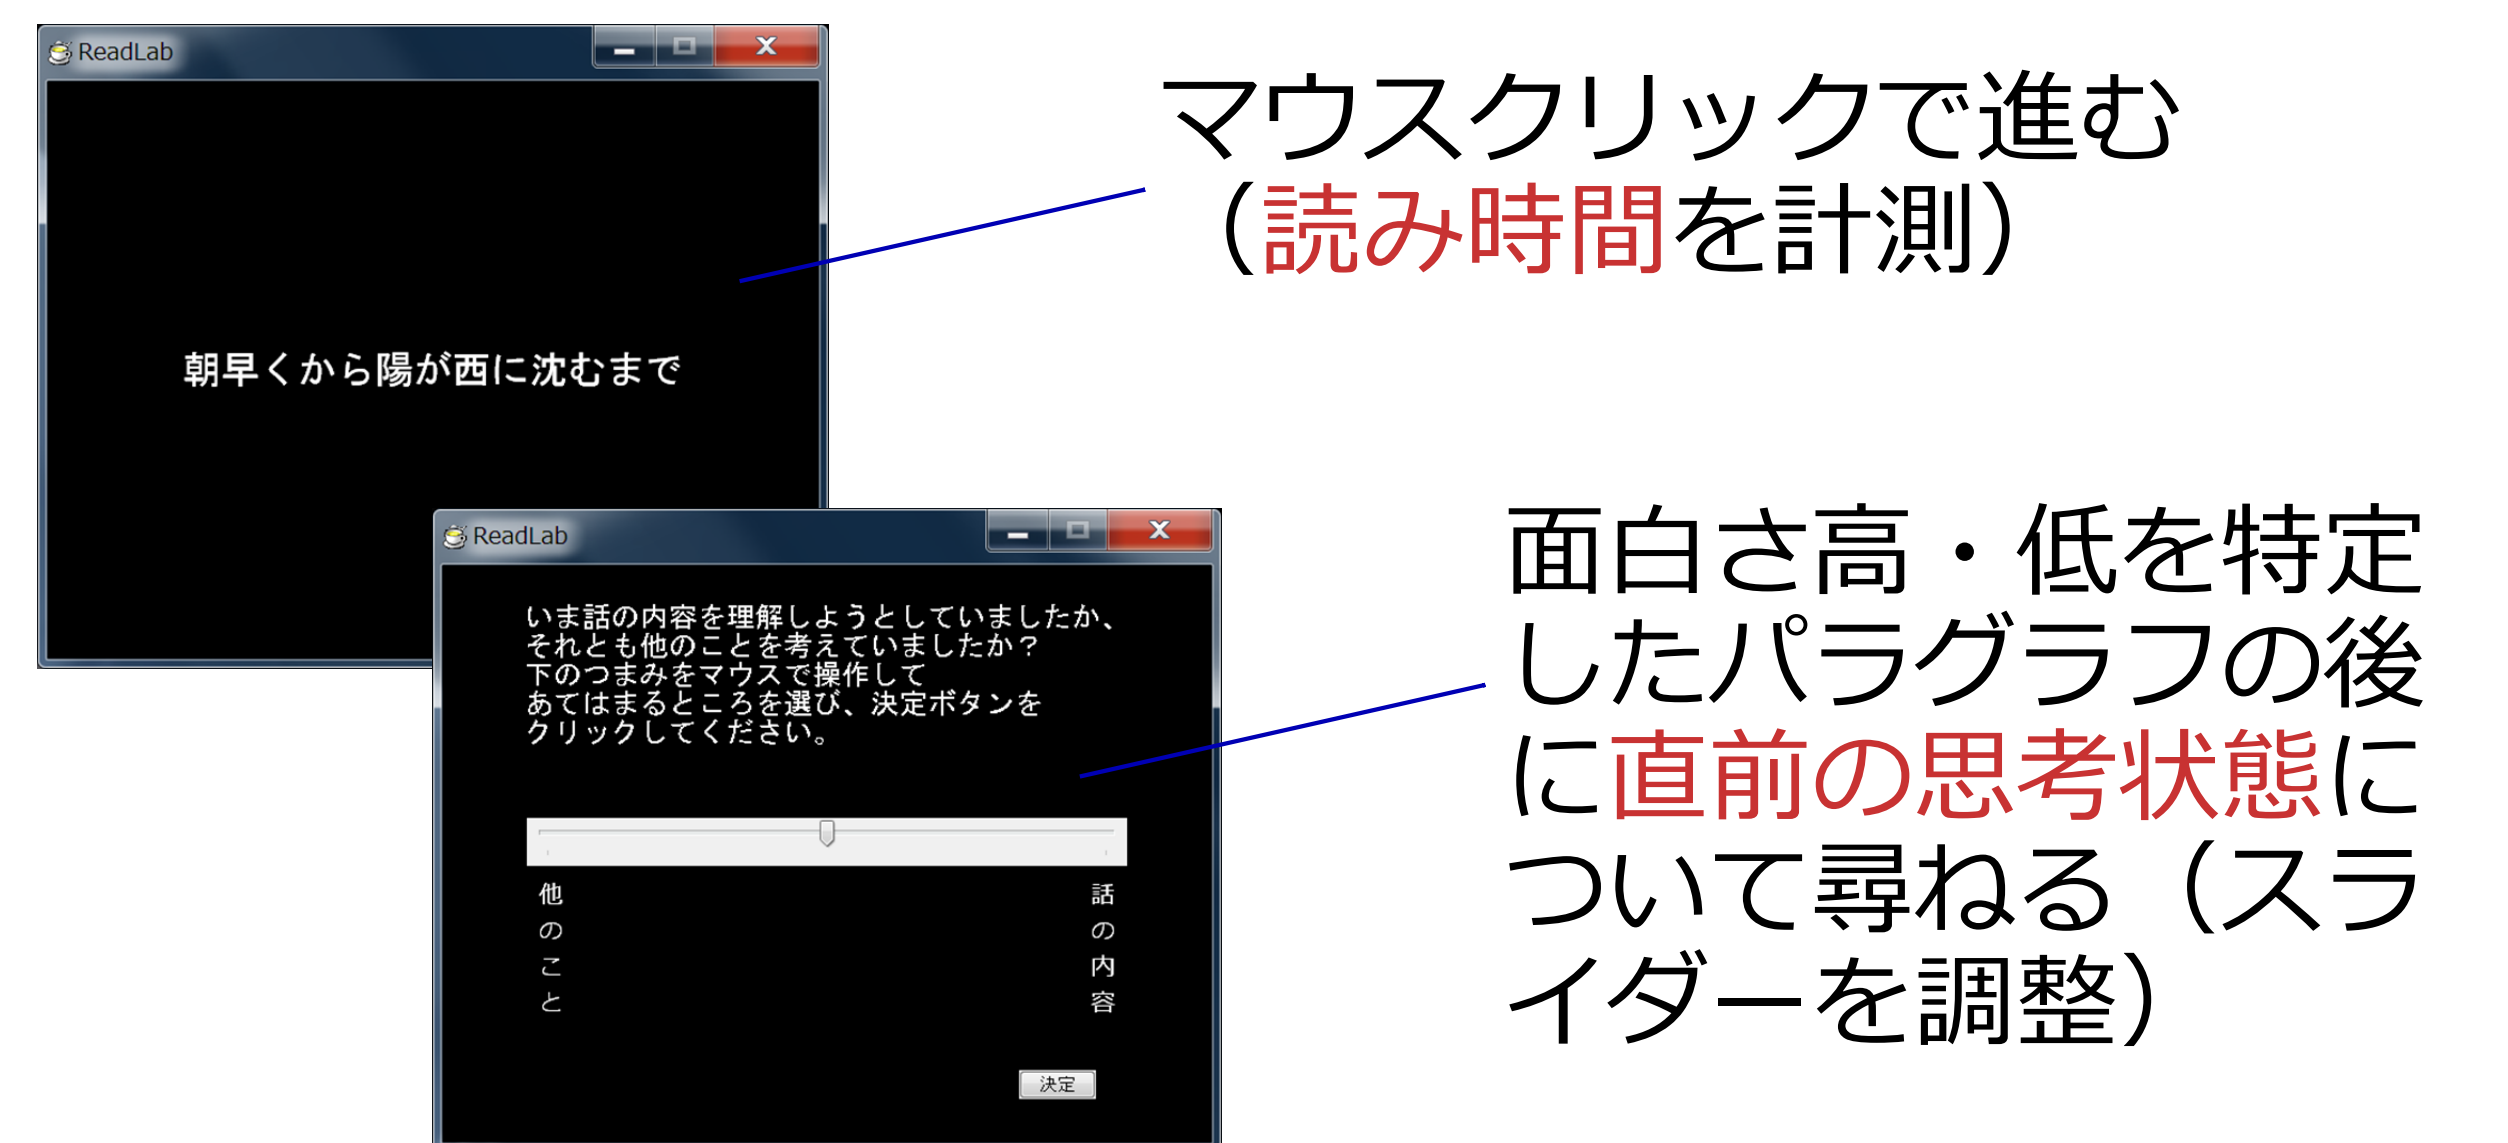 ReadLab
朝早くから陽が西に沈むまで
マウスクリックで進む
（読み時間を計測）
ReadLab
いま話の内容を理解しようとしていましたか、
それとも他のことを考えていましたか？
下のつまみをマウスで操作して
あてはまるところを選び、決定ボタンを
クリックしてください。
他のこと
話の内容
決定
面白さ高・低を特定
したパラグラフの後
に直前の思考状態に
ついて尋ねる（スラ
イダーを調整）